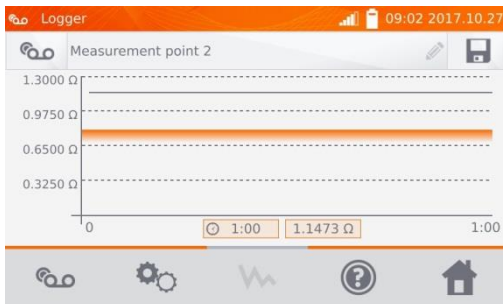 Logger 09:02 2017.10.27
Measurement point 2
1.3000 Ω
0.9750 Ω
0.6500 Ω
0.3250 Ω
0 1:00 1.1473 Ω 1:00